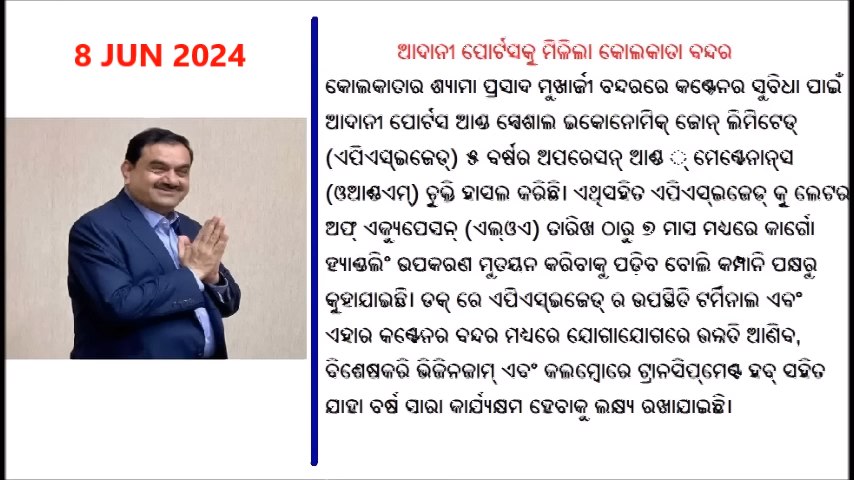 8 JUN 2024
ଆଦାନୀ ପୋର୍ଟସକୁ ମିଳିଲା କୋଲକାତା ବନ୍ଦର
କୋଲକାତାର ଶ୍ୟାମା ପ୍ରସାଦ ମୁଖାର୍ଜୀ ବନ୍ଦରରେ କଣ୍ଟେନର ସୁବିଧା ପାଇଁ
ଆଦାନୀ ପୋର୍ଟସ ଆଣ୍ଡ ସ୍ପେଶାଲ ଇକୋନୋମିକ୍ ଜୋନ୍ ଲିମିଟେଡ୍
(ଏପିଏସ୍ଇଜେଡ୍) ୫ ବର୍ଷର ଅପରେସନ୍ ଆଣ୍ଡ ୍ ମେଣ୍ଟେନାନ୍ସ
(ଓଆଣ୍ଡଏମ୍) ଚୁକ୍ତି ହାସଲ କରିଛି। ଏଥିସହିତ ଏପିଏସ୍ଇଜେଡ୍ କୁ ଲେଟର
ଅଫ୍ ଏକ୍ୟୁପେସନ୍ (ଏଲ୍ଓଏ) ତାରିଖ ଠାରୁ ୭ ମାସ ମଧ୍ୟରେ କାର୍ଗୋ
ହ୍ୟାଣ୍ଡଲିଂ ଉପକରଣ ମୁତୟନ କରିବାକୁ ପଡ଼ିବ ବୋଲି କମ୍ପାନି ପକ୍ଷରୁ
କୁହାଯାଇଛି। ଡକ୍ ରେ ଏପିଏସ୍ଇଜେଡ୍ ର ଉପସ୍ଥିତି ଟର୍ମିନାଲ ଏବଂ
ଏହାର କଣ୍ଟେନର ବନ୍ଦର ମଧ୍ୟରେ ଯୋଗାଯୋଗରେ ଉନ୍ନତି ଆଣିବ,
ବିଶେଷକରି ଭିଜିନଜାମ୍ ଏବଂ କଲମ୍ବୋରେ ଟ୍ରାନସିପ୍‌ମେଣ୍ଟ ହବ୍ ସହିତ
ଯାହା ବର୍ଷ ସାରା କାର୍ଯ୍ୟକ୍ଷମ ହେବାକୁ ଲକ୍ଷ୍ୟ ରଖାଯାଇଛି।